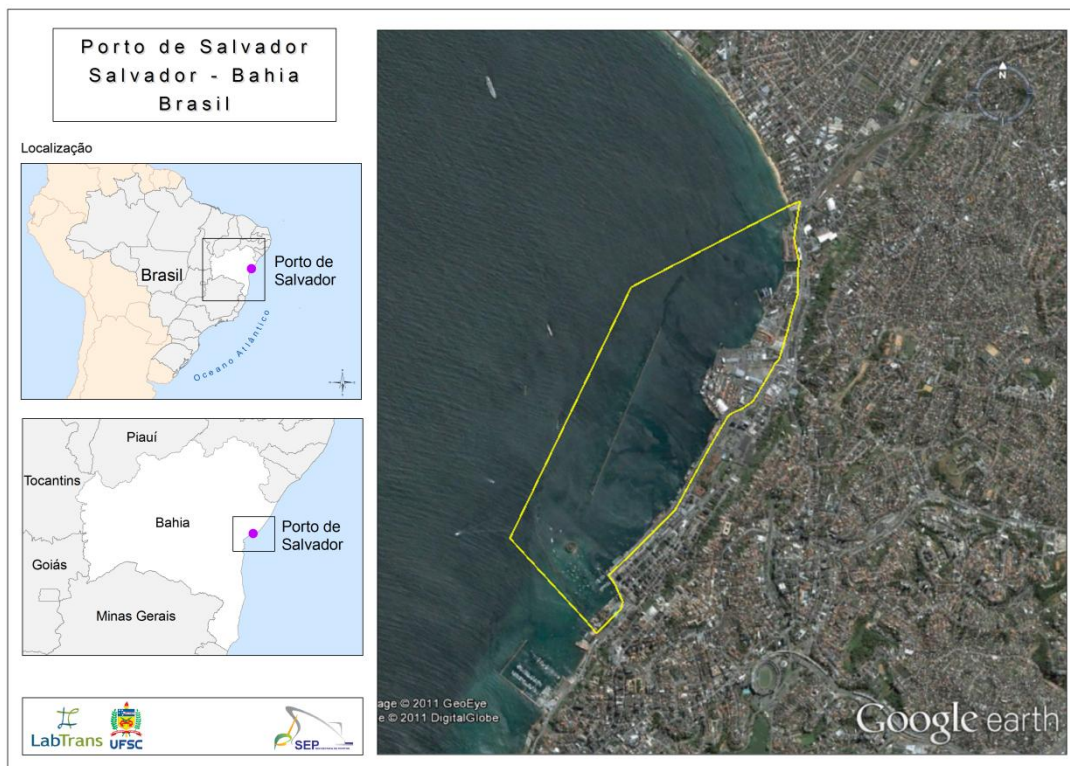 Porto de Salvador
Salvador - Bahia
Brasil
Localização
Brasil
Porto de
Salvador
Oceano Atlântico
Piauí
Tocantins
Bahia
Porto de
Salvador
Goiás
Minas Gerais
LabTrans
UFSC
SEP
N
age © 2011 GeoEye
e © 2011 DigitalGlobe
Google earth